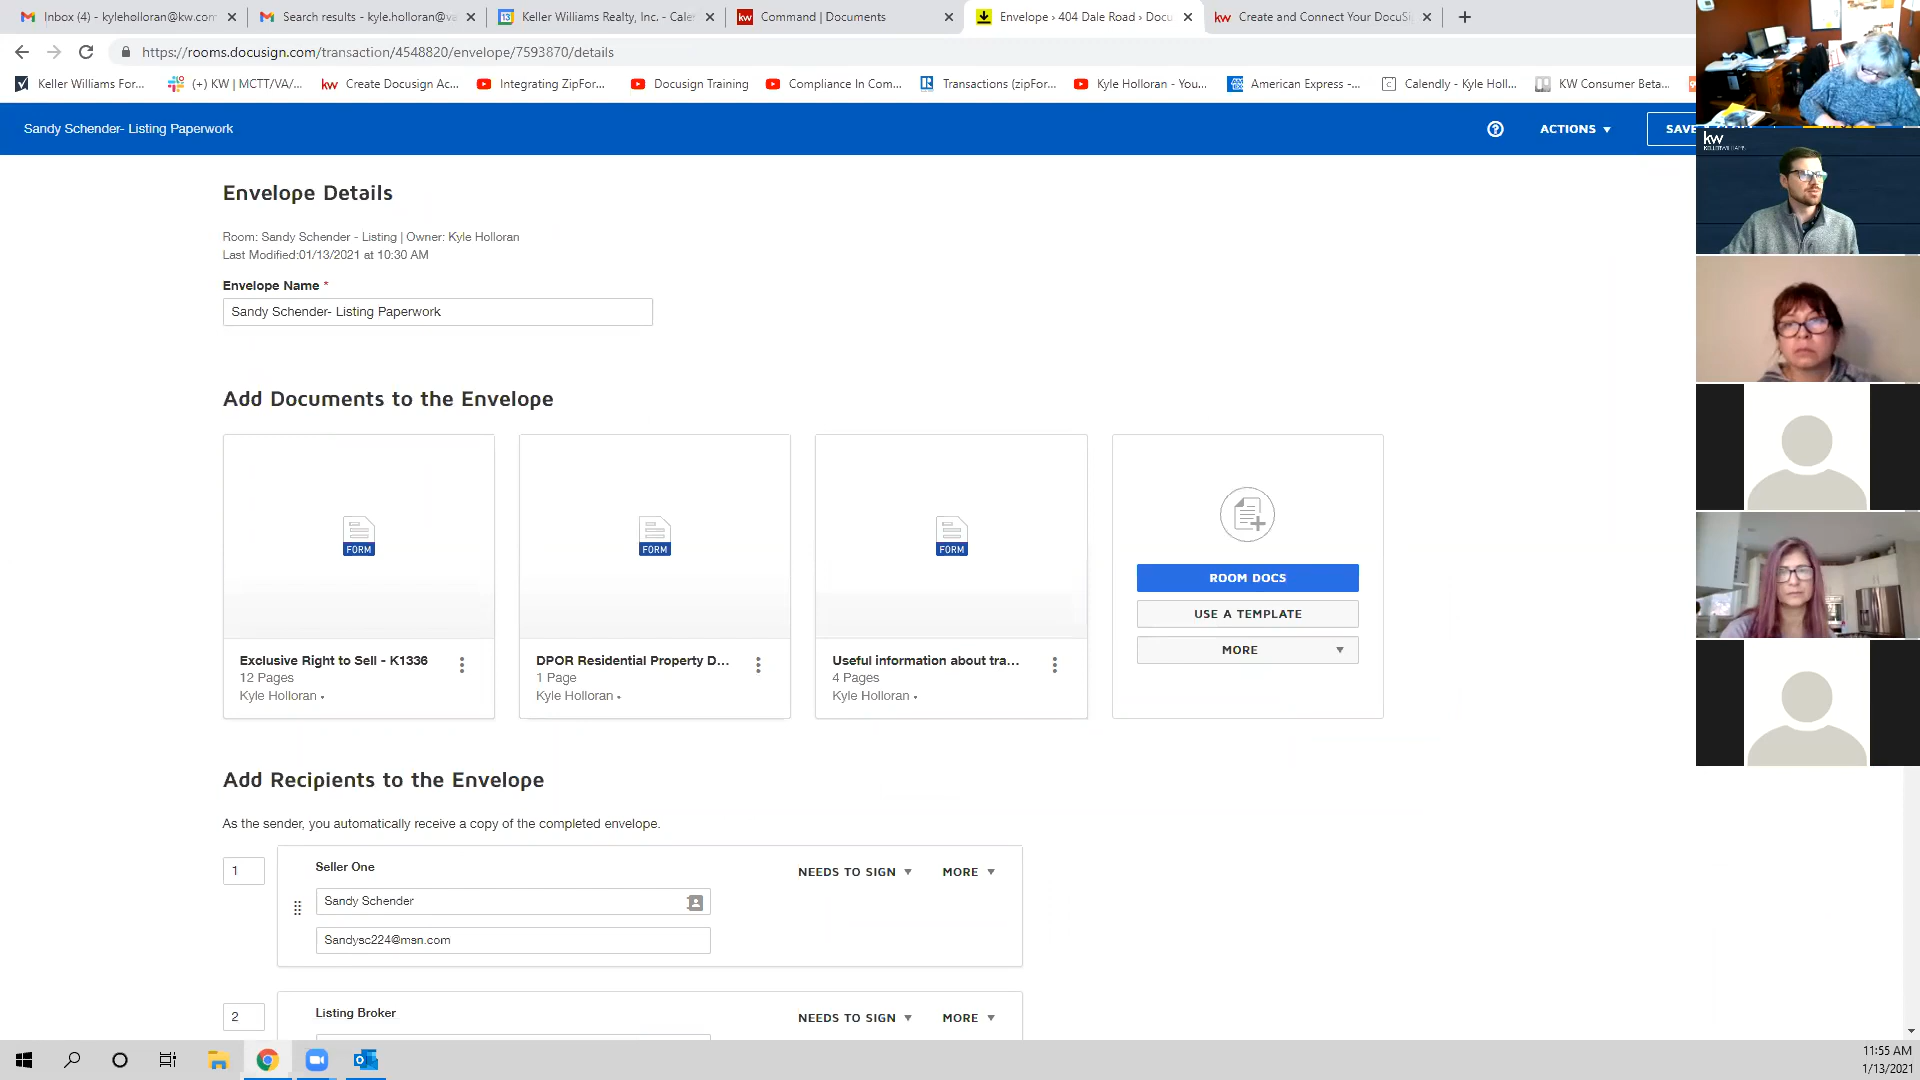 Inbox (4) - kyleholloran@kw.com
Search results - kyle.holloran@va
Keller Williams Realty, Inc. - Caler
kw Command | Documents
Envelope › 404 Dale Road › Docu
kw Create and Connect Your DocuSi
https://rooms.docusign.com/transaction/4548820/envelope/7593870/details
Keller Williams For...
(+) KW | MCTT/VA/...
kw Create Docusign Ac...
Integrating ZipFor...
Docusign Training
Compliance In Com...
Transactions (zipFor...
Kyle Holloran - You...
American Express -...
Calendly - Kyle Holl...
KW Consumer Beta...
Sandy Schender- Listing Paperwork
ACTIONS
SAVE
kw
KELLERWILLIAMS
Envelope Details
Room: Sandy Schender - Listing | Owner: Kyle Holloran
Last Modified:01/13/2021 at 10:30 AM
Envelope Name *
Sandy Schender- Listing Paperwork
Add Documents to the Envelope
FORM
FORM
FORM
ROOM DOCS
USE A TEMPLATE
MORE
Exclusive Right to Sell - K1336
12 Pages
Kyle Holloran •
DPOR Residential Property D...
1 Page
Kyle Holloran •
Useful information about tra...
4 Pages
Kyle Holloran •
Add Recipients to the Envelope
As the sender, you automatically receive a copy of the completed envelope.
1
Seller One
NEEDS TO SIGN
MORE
Sandy Schender
Sandysc224@msn.com
2
Listing Broker
NEEDS TO SIGN
MORE
11:55 AM
1/13/2021